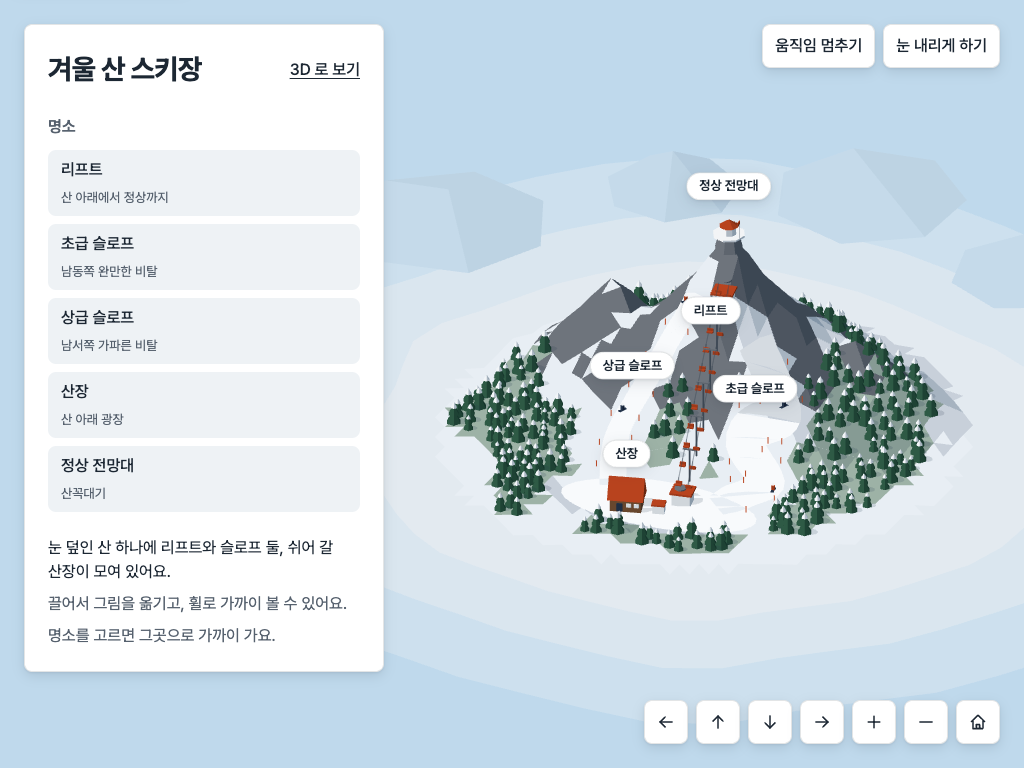 겨울 산 스키장
3D 로 보기
명소
리프트
산 아래에서 정상까지
초급 슬로프
남동쪽 완만한 비탈
상급 슬로프
남서쪽 가파른 비탈
산장
산 아래 광장
정상 전망대
산꼭대기
눈 덮인 산 하나에 리프트와 슬로프 둘, 쉬어 갈
산장이 모여 있어요.
끌어서 그림을 옮기고, 휠로 가까이 볼 수 있어요.
명소를 고르면 그곳으로 가까이 가요.
움직임 멈추기
눈 내리게 하기
정상 전망대
리프트
상급 슬로프
초급 슬로프
산장